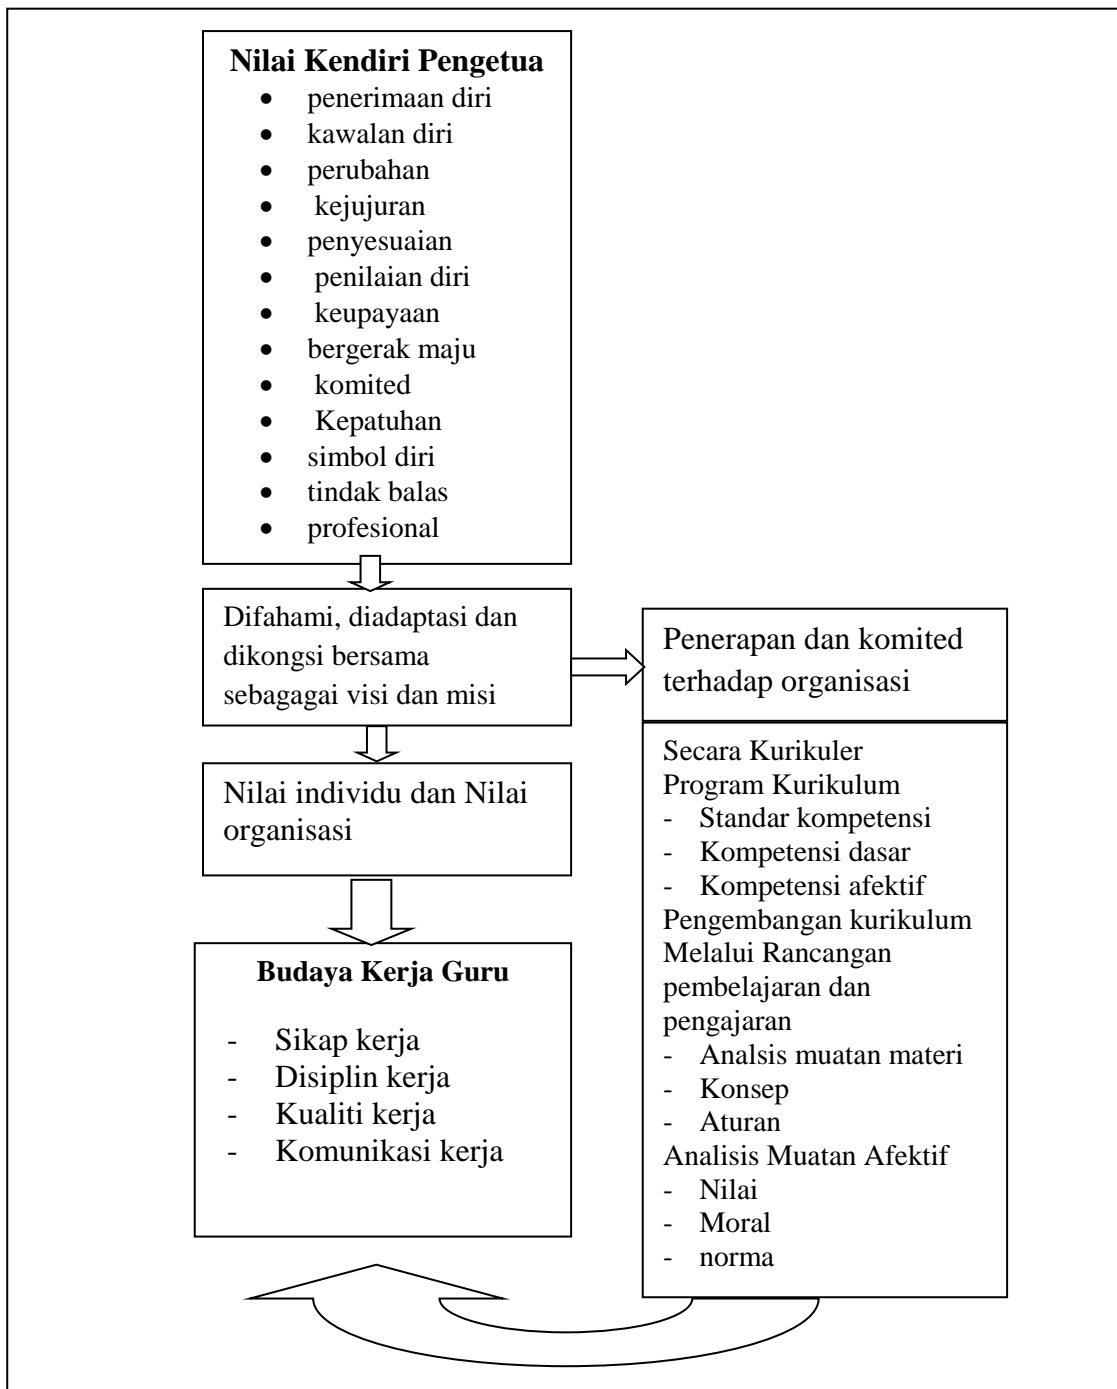 Nilai Kendiri Pengetua
• penerimaan diri
• kawalan diri
• perubahan
• kejujuran
• penyesuaian
• penilaian diri
• keupayaan
• bergerak maju
• komited
• Kepatuhan
• simbol diri
• tindak balas
• profesional
Difahami, diadaptasi dan
dikongsi bersama
sebagagai visi dan misi
Nilai individu dan Nilai
organisasi
Budaya Kerja Guru
- Sikap kerja
- Disiplin kerja
- Kualiti kerja
- Komunikasi kerja
Penerapan dan komited
terhadap organisasi
Secara Kurikuler
Program Kurikulum
- Standar kompetensi
- Kompetensi dasar
- Kompetensi afektif
Pengembangan kurikulum
Melalui Rancangan
pembelajaran dan
pengajaran
- Analsis muatan materi
- Konsep
- Aturan
Analisis Muatan Afektif
- Nilai
- Moral
- norma